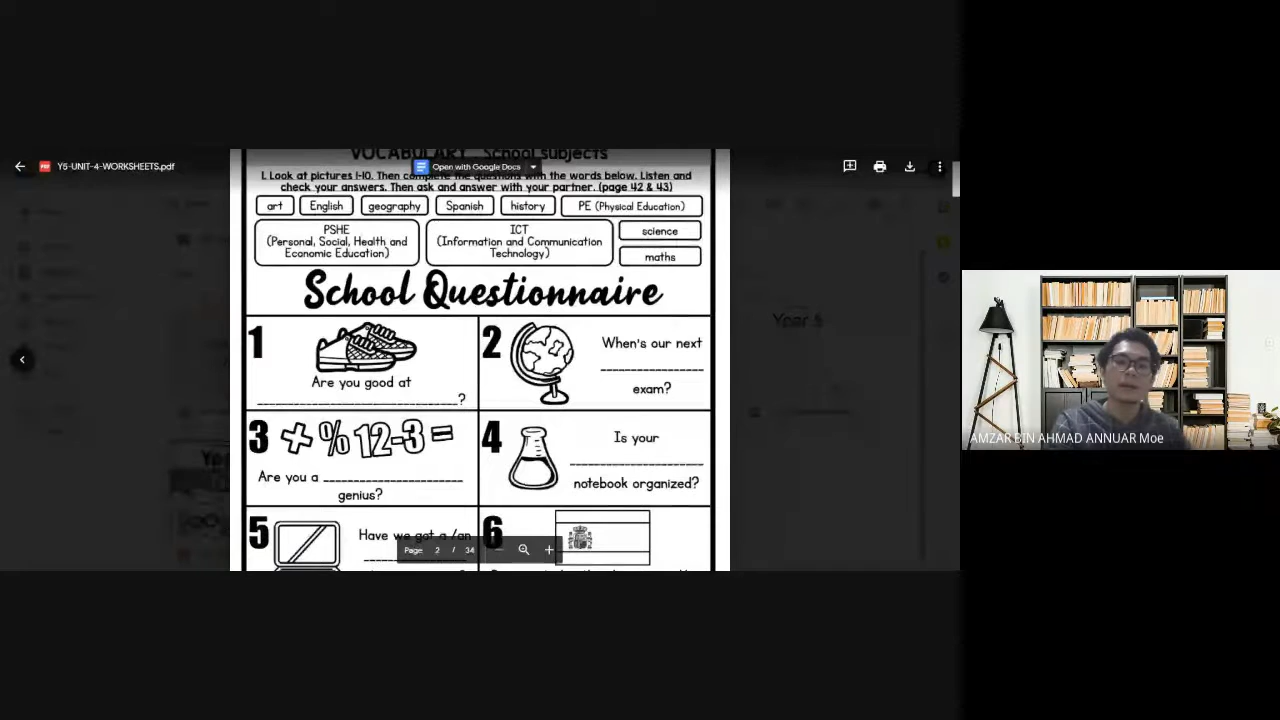 Y5-UNIT-4-WORKSHEETS.pdf
Open with Google Docs
VOCABULARY School subjects
1. Look at pictures 1-10. Then complete the questions with the words below. Listen and
check your answers. Then ask and answer with your partner. (page 42 & 43)
art English geography Spanish history PE (Physical Education)
PSHE
(Personal, Social, Health and
Economic Education)
ICT
(Information and Communication
Technology)
science
maths
School Questionnaire
1
Are you good at
?
2
When's our next
exam?
3 + % 12-3 =
Are you a
genius?
4
Is your
notebook organized?
5
Have we got a /an
6
Page 2 / 34
Year 5
AMZAR BIN AHMAD ANNUAR Moe